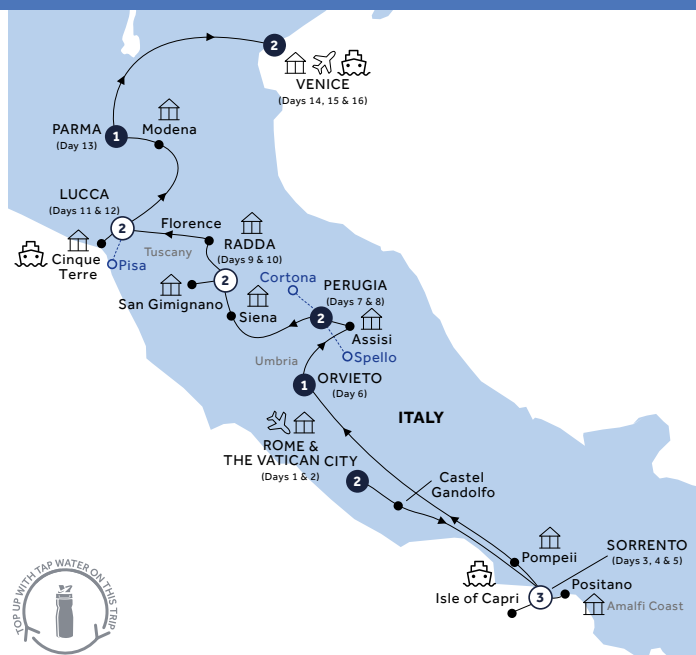 2
VENICE
(Days 14, 15 & 16)
PARMA
(Day 13)
1
Modena
LUCCA
(Days 11 & 12)
2
Florence
Cinque
Terre
Pisa
Tuscany
RADDA
(Days 9 & 10)
2
San Gimignano
Siena
Cortona
PERUGIA
(Days 7 & 8)
2
Assisi
Spello
Umbria
1
ORVIETO
(Day 6)
ITALY
ROME &
THE VATICAN CITY
(Days 1 & 2)
2
Castel
Gandolfo
Pompeii
SORRENTO
(Days 3, 4 & 5)
3
Positano
Isle of Capri
Amalfi Coast
TOP UP WITH TAP WATER ON THIS TRIP